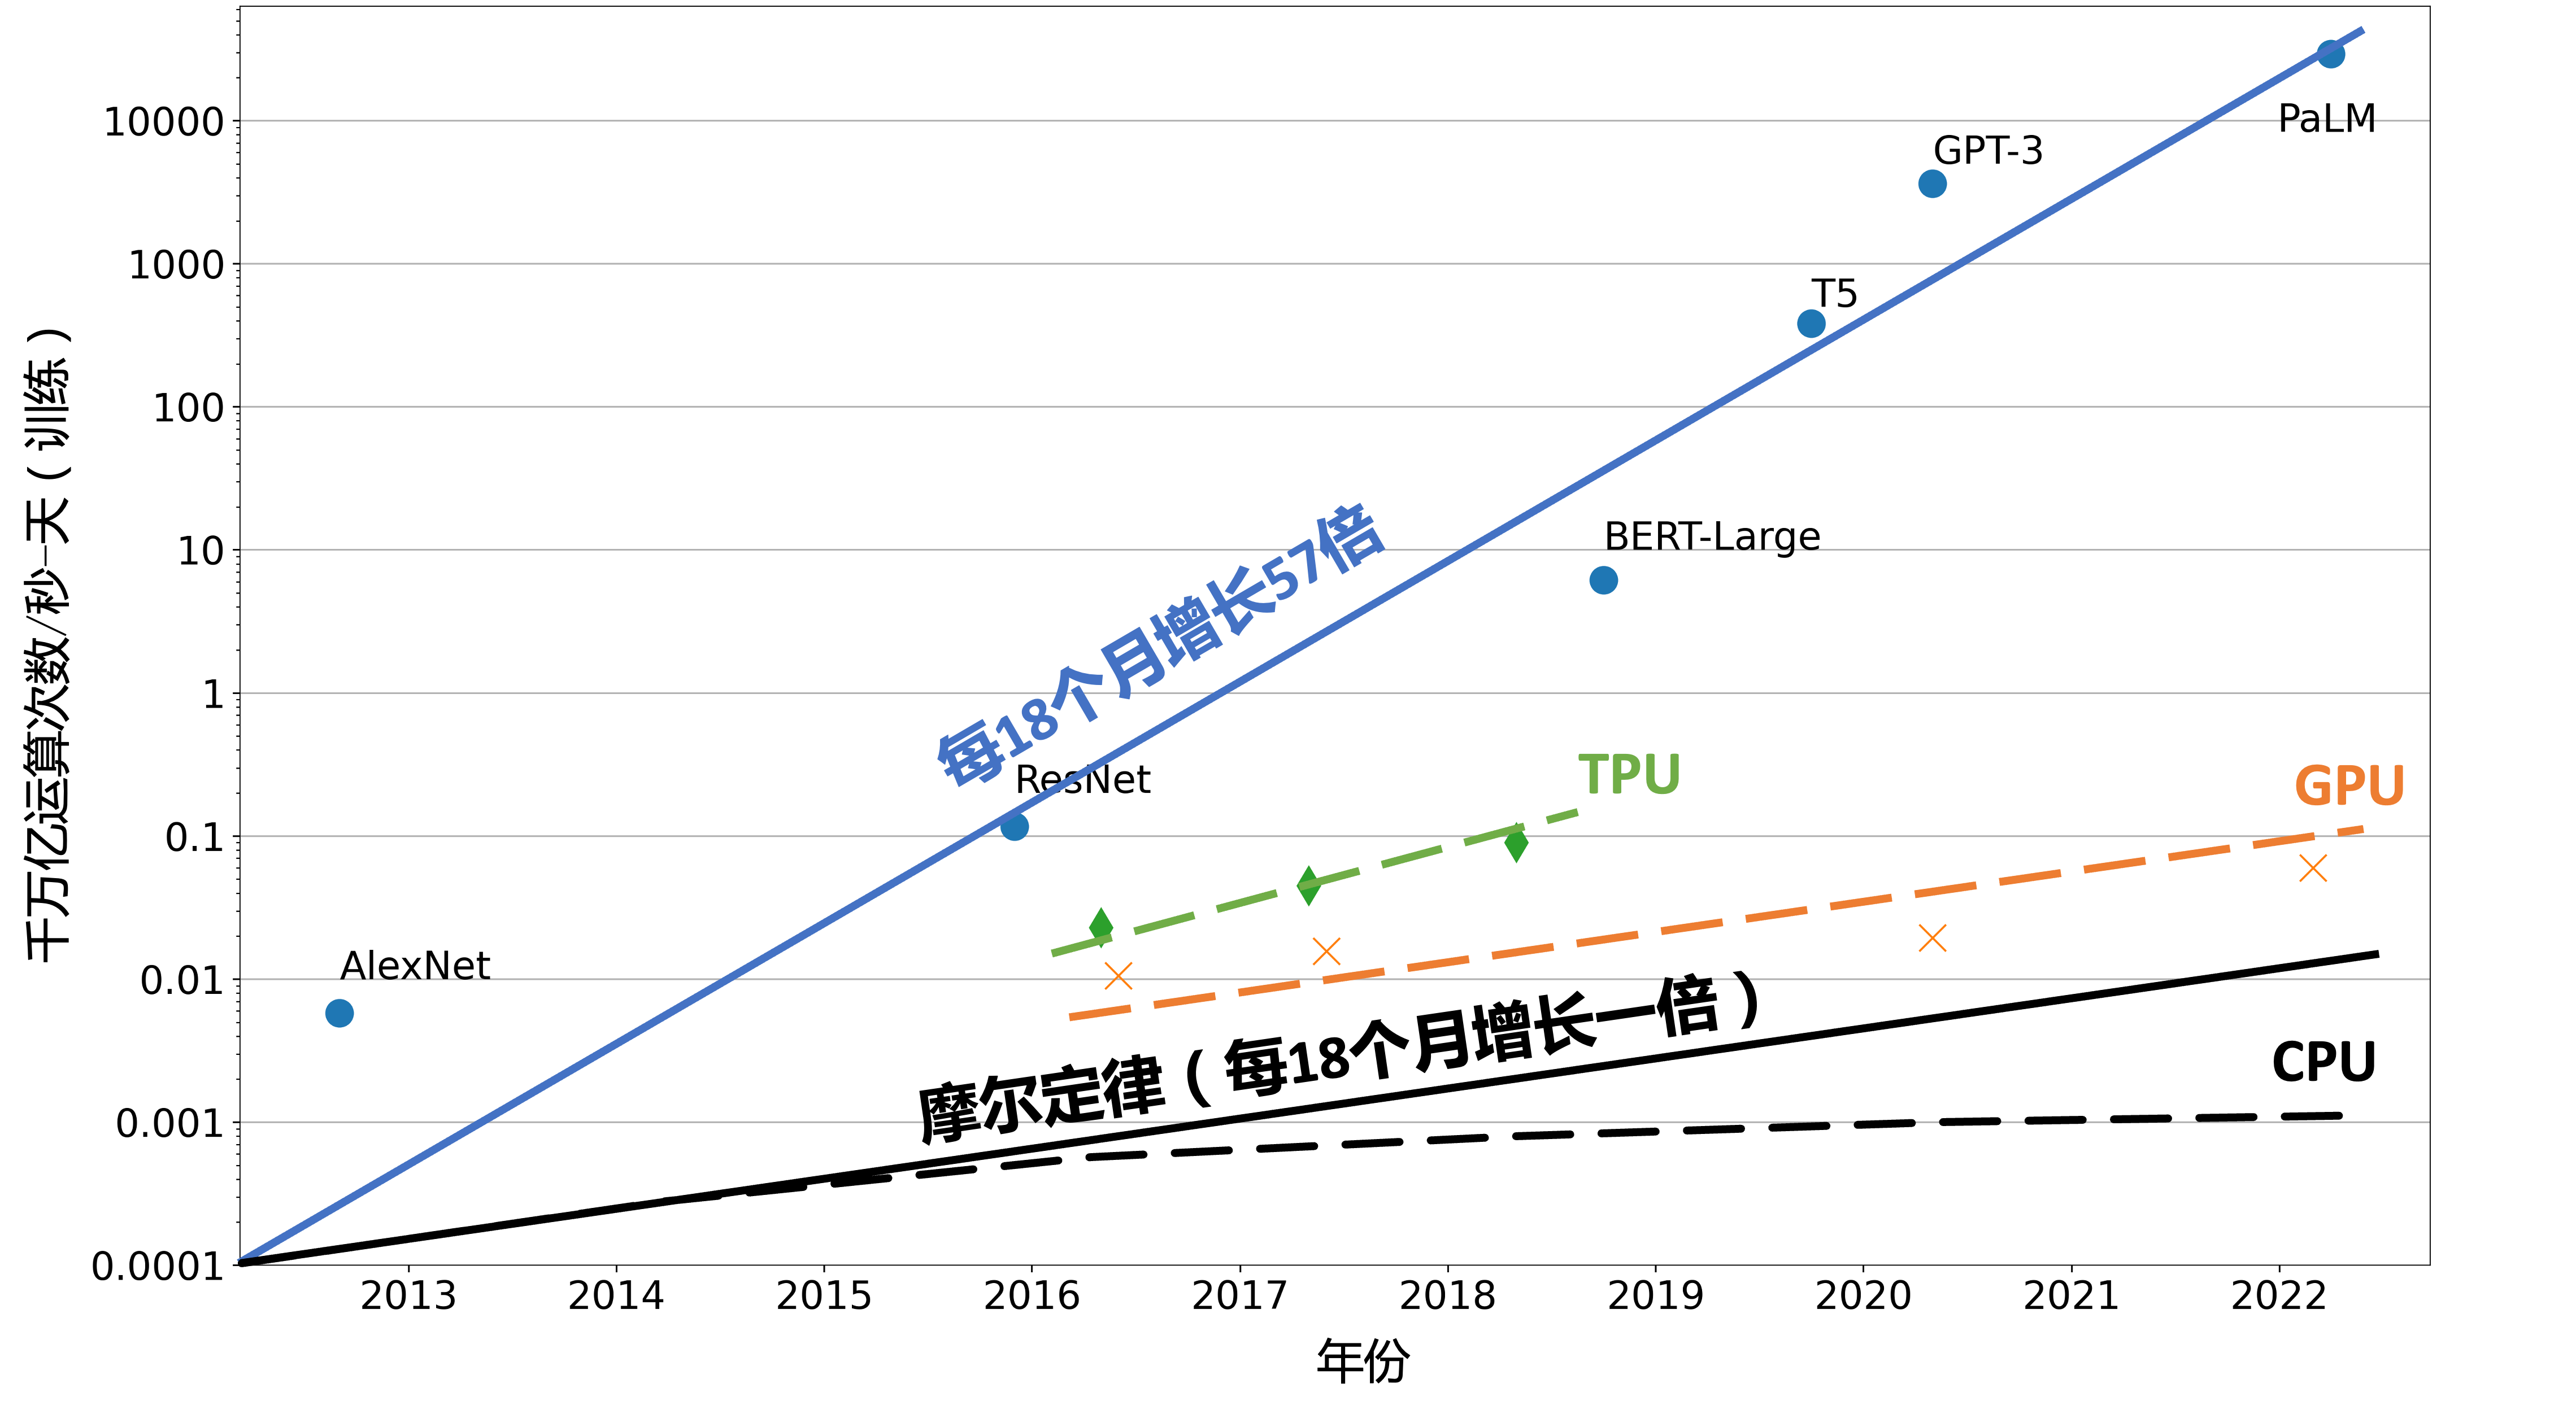 10000
1000
100
10
1
0.1
0.01
0.001
0.0001
千万亿运算次数/秒-天（训练）
PaLM
GPT-3
T5
BERT-Large
每18个月增长57倍
ResNet
TPU
GPU
AlexNet
摩尔定律（每18个月增长一倍）
CPU
2013 2014 2015 2016 2017 2018 2019 2020 2021 2022
年份